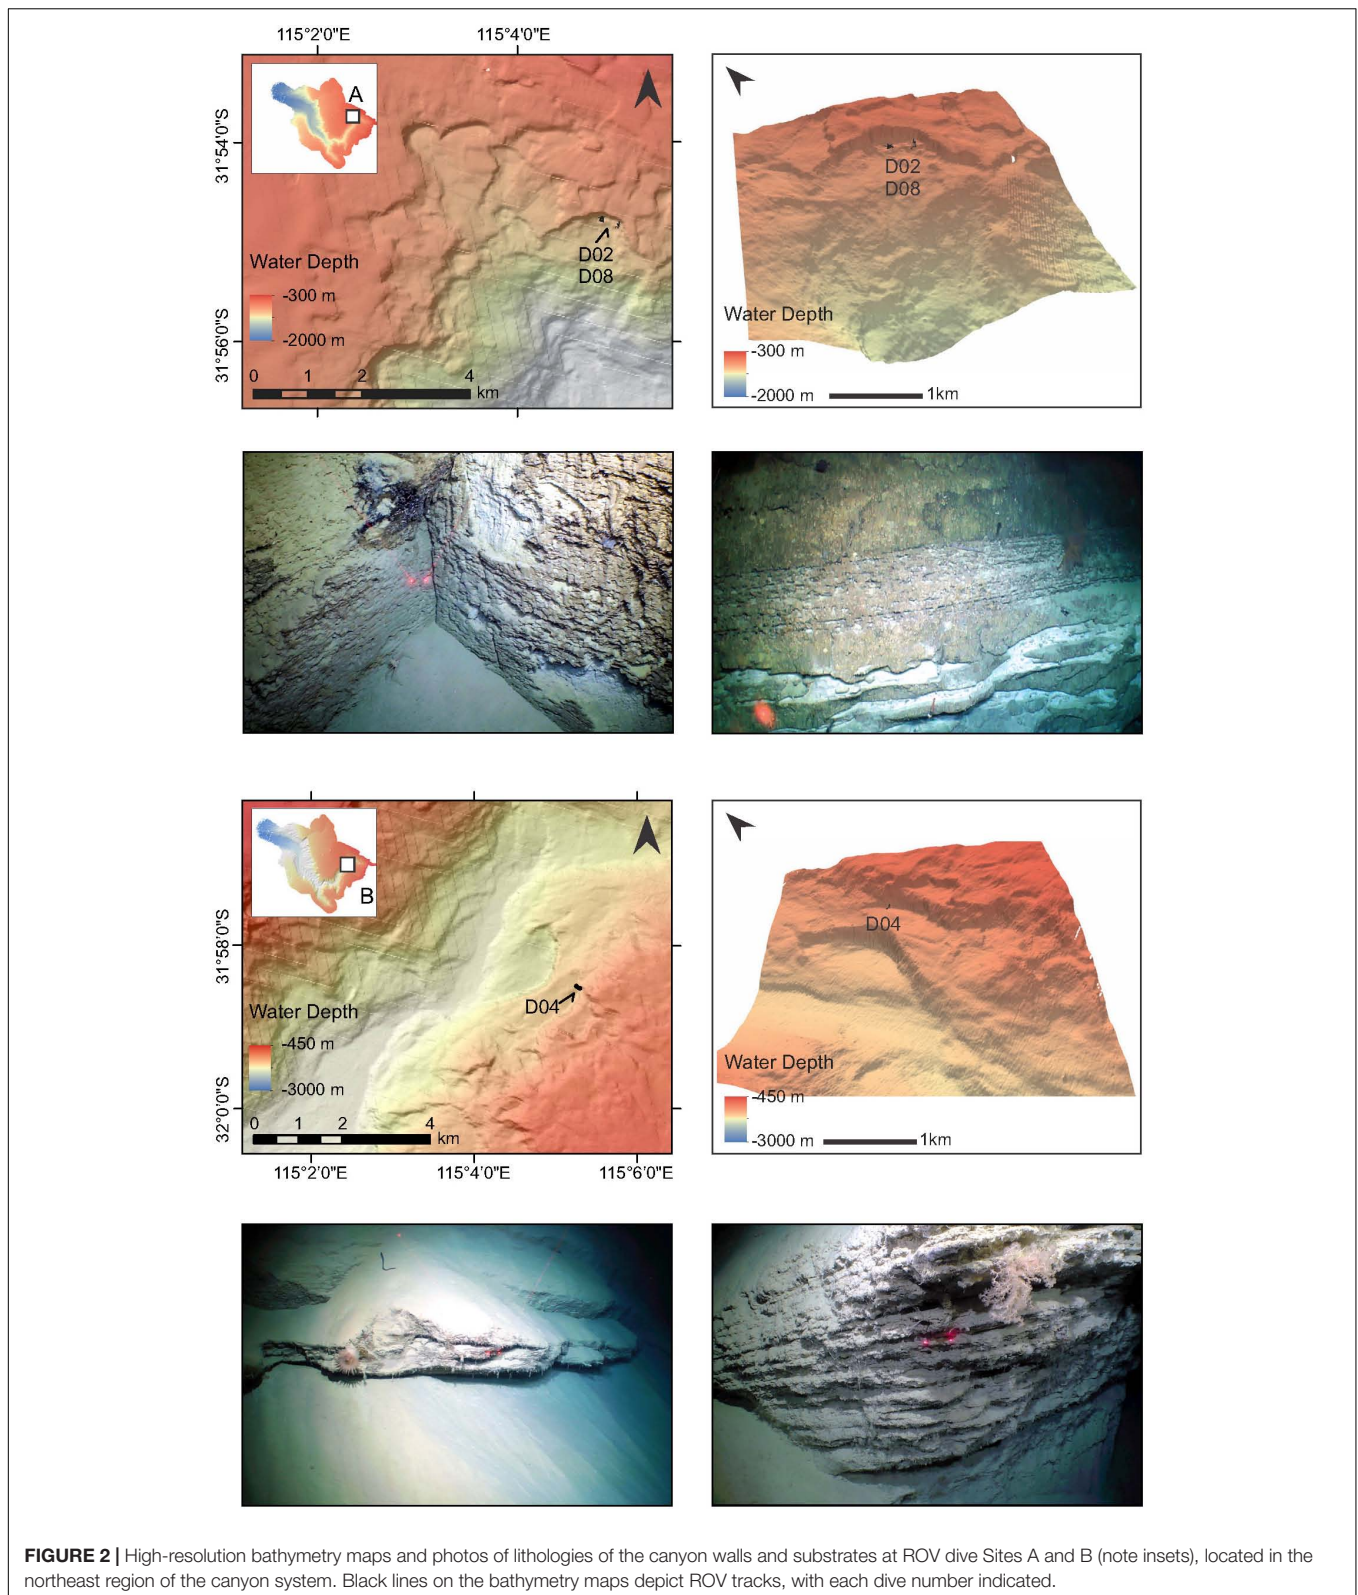 115°2'0"E
115°4'0"E
A
31°54'0"S
31°56'0"S
D02
D08
Water Depth
-300 m
-2000 m
0 1 2 4
km
D02
D08
Water Depth
-300 m
-2000 m
1km
B
31°58'0"S
32°0'0"S
D04
Water Depth
-450 m
-3000 m
0 1 2 4
km
115°2'0"E
115°4'0"E
115°6'0"E
D04
Water Depth
-450 m
-3000 m
1km
FIGURE 2 | High-resolution bathymetry maps and photos of lithologies of the canyon walls and substrates at ROV dive Sites A and B (note insets), located in the
northeast region of the canyon system. Black lines on the bathymetry maps depict ROV tracks, with each dive number indicated.